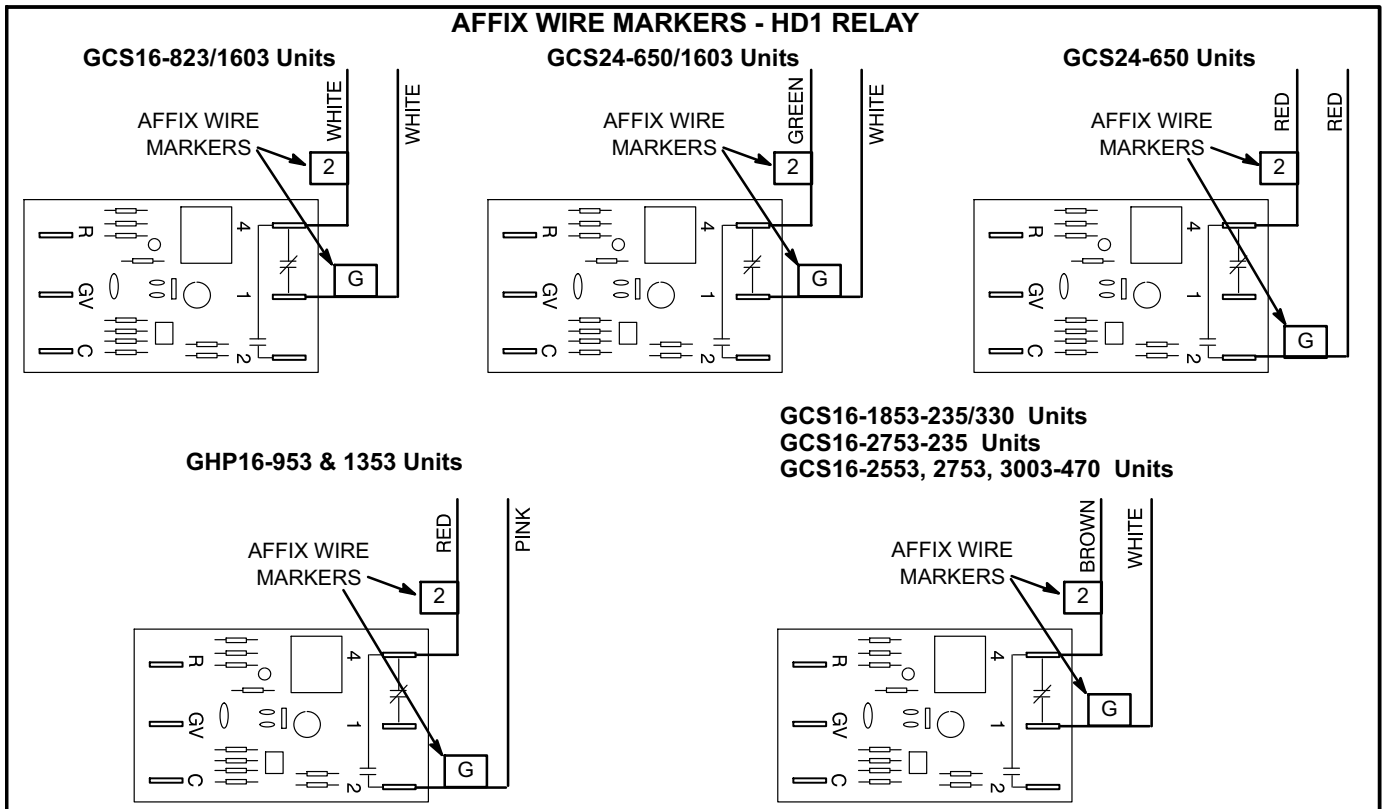 AFFIX WIRE MARKERS - HD1 RELAY
GCS16-823/1603 Units
WHITE
WHITE
AFFIX WIRE
MARKERS
2
R
4
G
GV
1
C
2
GCS24-650/1603 Units
GREEN
WHITE
AFFIX WIRE
MARKERS
2
R
4
G
GV
1
C
2
GCS24-650 Units
RED
RED
AFFIX WIRE
MARKERS
2
R
4
GV
1
G
C
2
GHP16-953 & 1353 Units
RED
PINK
AFFIX WIRE
MARKERS
2
R
4
GV
1
G
C
2
GCS16-1853-235/330 Units
GCS16-2753-235 Units
GCS16-2553, 2753, 3003-470 Units
BROWN
WHITE
AFFIX WIRE
MARKERS
2
R
4
G
GV
1
C
2